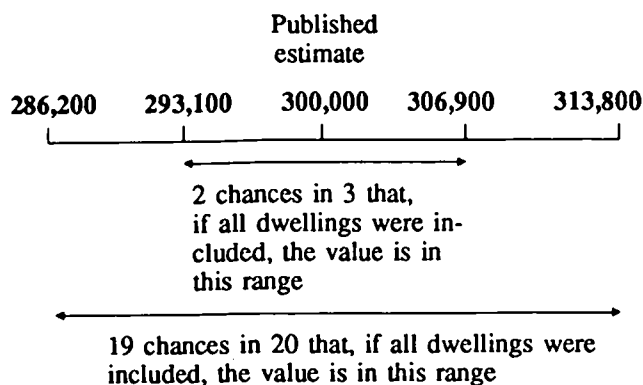 Published
estimate
286,200 293,100 300,000 306,900 313,800
2 chances in 3 that,
if all dwellings were in-
cluded, the value is in
this range
19 chances in 20 that, if all dwellings were
included, the value is in this range